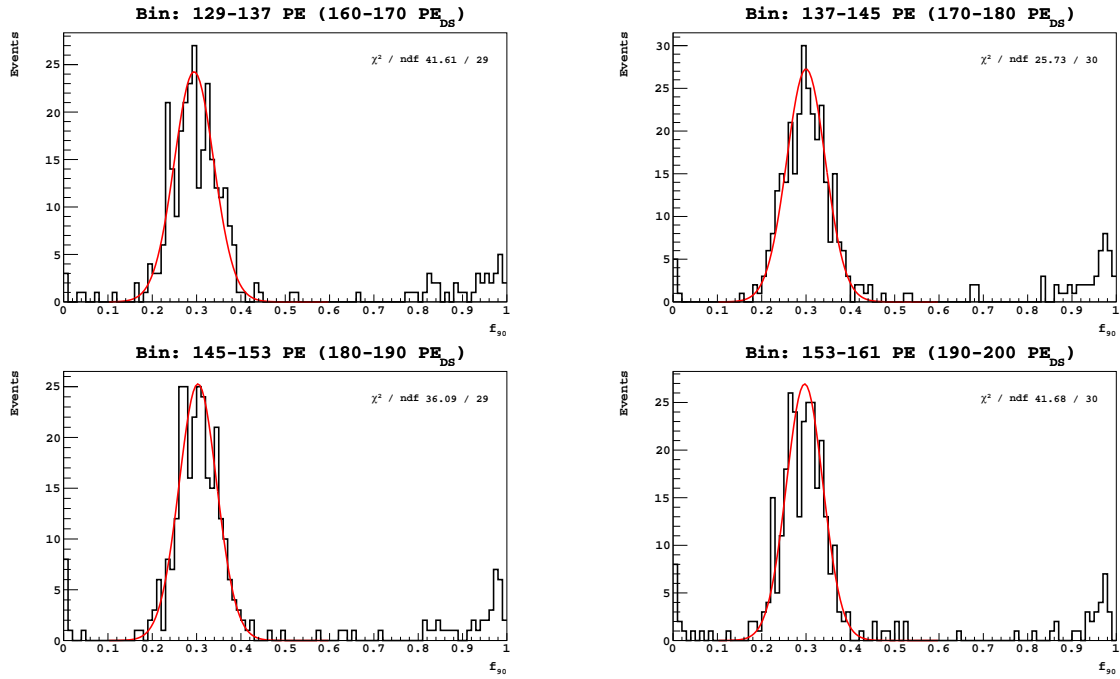 Bin: 129-137 PE (160-170 PE_DS)
Events
χ² / ndf 41.61 / 29
25
20
15
10
5
0
0 0.1 0.2 0.3 0.4 0.5 0.6 0.7 0.8 0.9 1
f₉₀
Bin: 137-145 PE (170-180 PE_DS)
Events
χ² / ndf 25.73 / 30
30
25
20
15
10
5
0
0 0.1 0.2 0.3 0.4 0.5 0.6 0.7 0.8 0.9 1
f₉₀
Bin: 145-153 PE (180-190 PE_DS)
Events
χ² / ndf 36.09 / 29
25
20
15
10
5
0
0 0.1 0.2 0.3 0.4 0.5 0.6 0.7 0.8 0.9 1
f₉₀
Bin: 153-161 PE (190-200 PE_DS)
Events
χ² / ndf 41.68 / 30
25
20
15
10
5
0
0 0.1 0.2 0.3 0.4 0.5 0.6 0.7 0.8 0.9 1
f₉₀